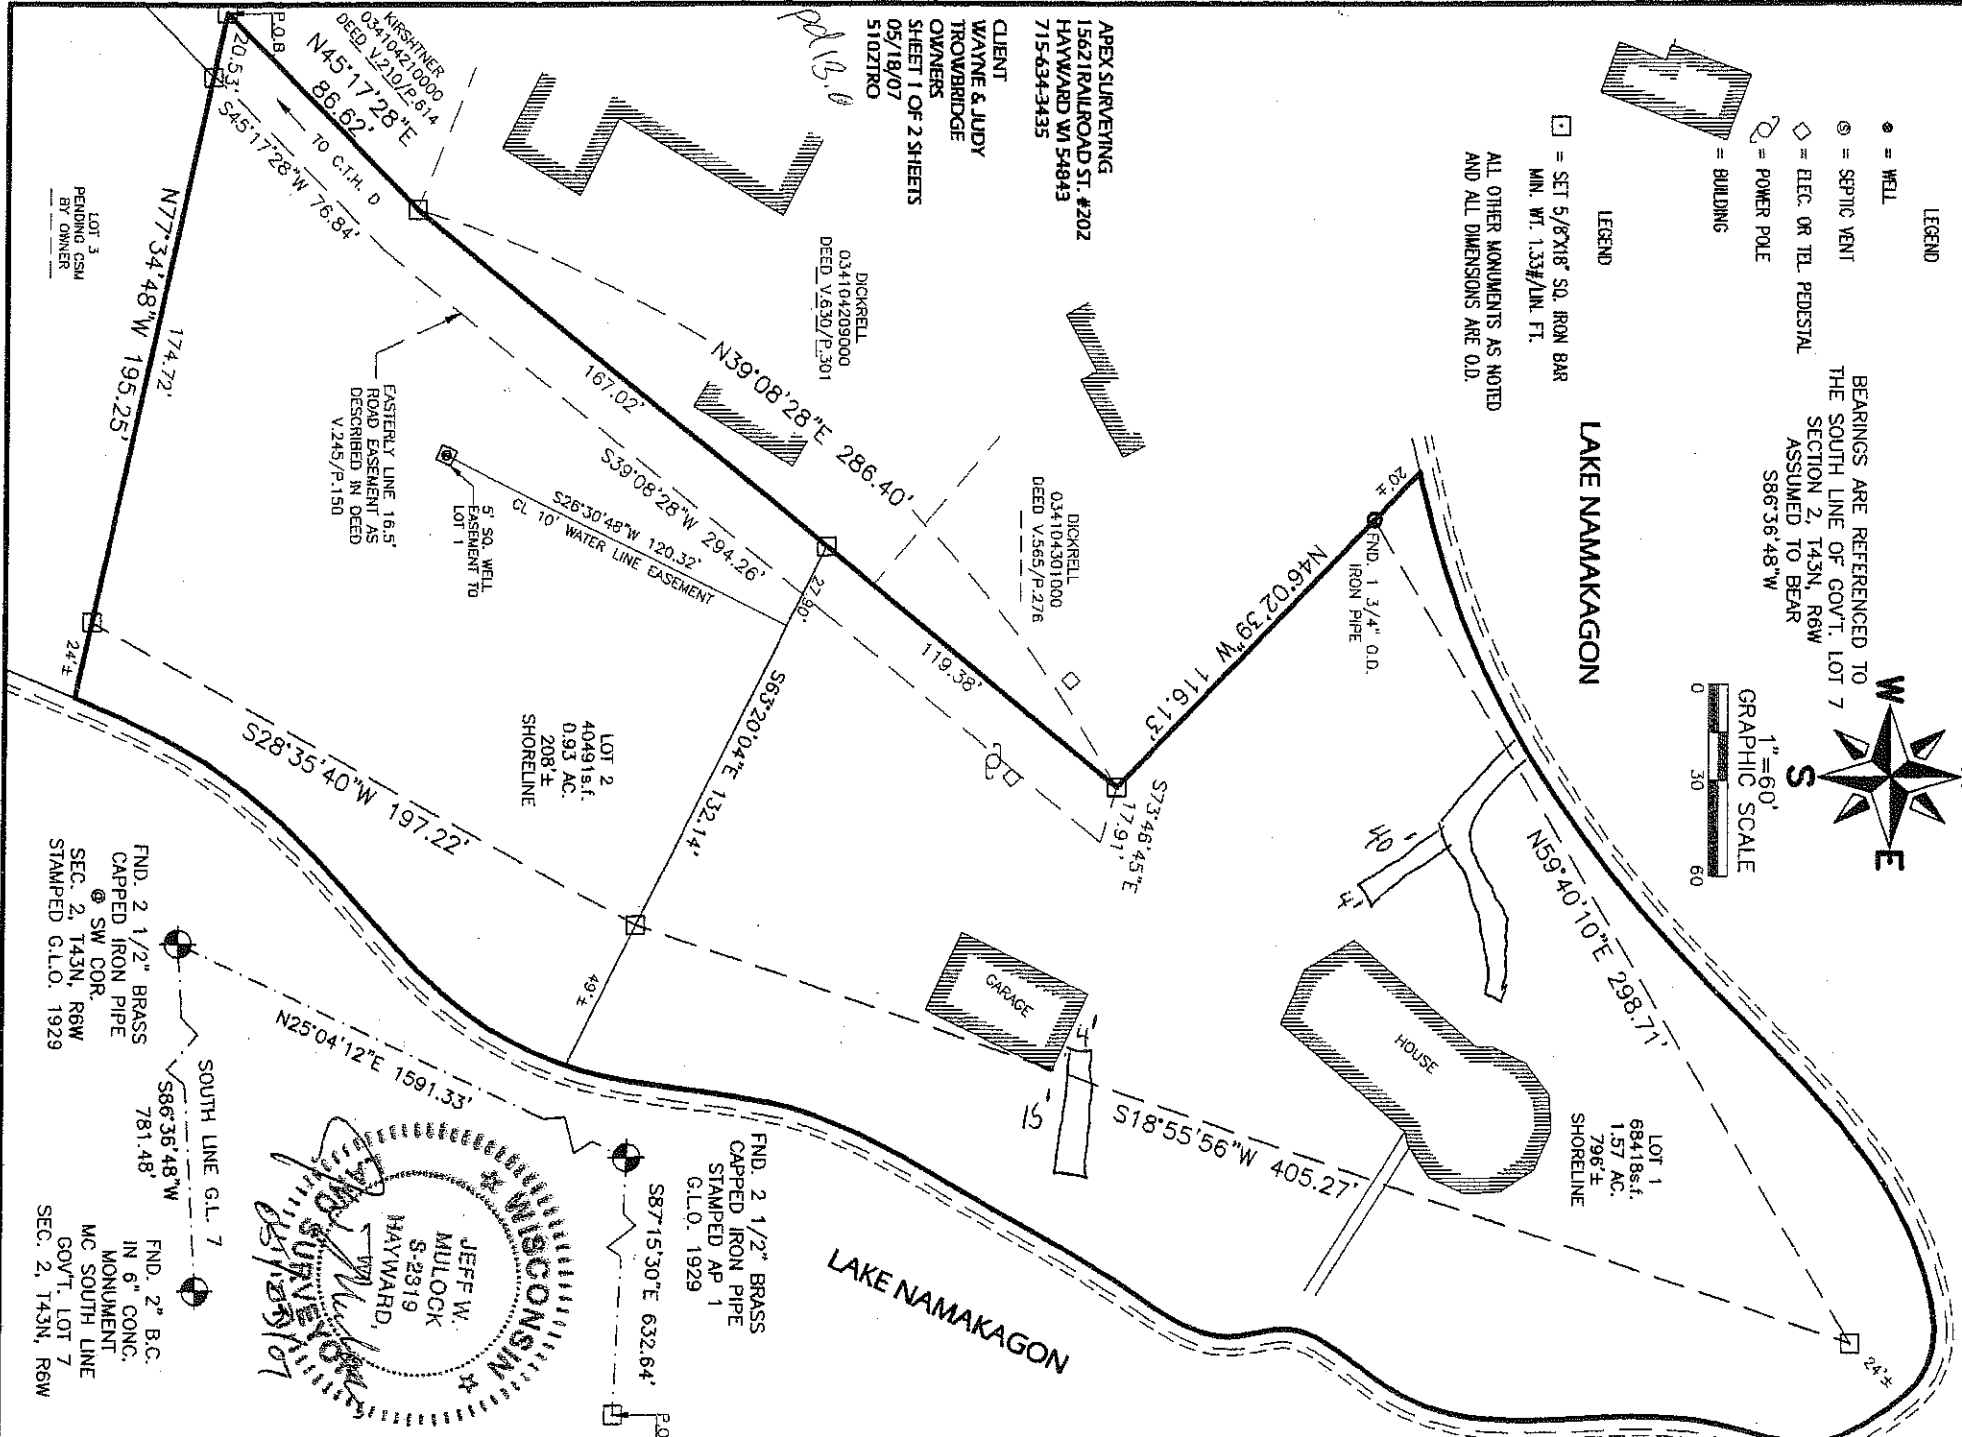 LEGEND
= WELL
= SEPTIC VENT
= ELEC. OR TEL. PEDESTAL
= POWER POLE
= BUILDING
LEGEND
= SET 5/8"X18" SQ. IRON BAR
MIN. WT. 1.33#/LIN. FT.
ALL OTHER MONUMENTS AS NOTED
AND ALL DIMENSIONS ARE O.D.
BEARINGS ARE REFERENCED TO
THE SOUTH LINE OF GOV'T. LOT 7
SECTION 2, T43N, R6W
ASSUMED TO BEAR
S86°36'48"W
W
S
E
1"=60'
GRAPHIC SCALE
0
30
60
LAKE NAMAKAGON
APEX SURVEYING
15621RAILROAD ST. #202
HAYWARD WI 54843
715-634-3435
CLIENT
WAYNE & JUDY
TROWBRIDGE
OWNERS
SHEET 1 OF 2 SHEETS
05/18/07
5102TRO
KIRSHTNER
034104210000
DEED V.210/P.614
N45°17'28"E
86.62'
P.O.B
20.53'
S45°17'28"W 76.84'
TO C.T.H. D
N77°34'48"W 195.25'
174.72'
LOT 3
PENDING CSM
BY OWNER
24'±
DICKRELL
034104209000
DEED V.630/P.301
N39°08'28"E 286.40'
167.02'
119.38'
S39°08'28"W 294.26'
EASTERLY LINE 16.5'
ROAD EASEMENT AS
DESCRIBED IN DEED
V.245/P.150
5' SQ. WELL
EASEMENT TO
LOT 1
S26°30'48"W 120.32'
CL 10' WATER LINE EASEMENT
27.90'
DICKRELL
034104301000
DEED V.565/P.276
20'±
FND. 1 3/4" O.D.
IRON PIPE
N46°02'39"W 116.13'
S73°46'45"E
17.91'
S63°20'04"E 132.14'
49'±
LOT 2
40491s.f.
0.93 AC.
208'±
SHORELINE
S28°35'40"W 197.22'
N59°40'10"E 298.71'
40'
4'
GARAGE
4'
15'
HOUSE
S18°55'56"W 405.27'
LOT 1
68418s.f.
1.57 AC.
796'±
SHORELINE
24'±
LAKE NAMAKAGON
FND. 2 1/2" BRASS
CAPPED IRON PIPE
@ SW COR.
SEC. 2, T43N, R6W
STAMPED G.L.O. 1929
N25°04'12"E 1591.33'
SOUTH LINE G.L. 7
S86°36'48"W
781.48'
FND. 2" B.C.
IN 6" CONC.
MONUMENT
MC SOUTH LINE
GOV'T. LOT 7
SEC. 2, T43N, R6W
FND. 2 1/2" BRASS
CAPPED IRON PIPE
STAMPED AP 1
G.L.O. 1929
S87°15'30"E 632.64'
WISCONSIN
JEFF W.
MULOCK
S-2319
HAYWARD,
SURVEYOR